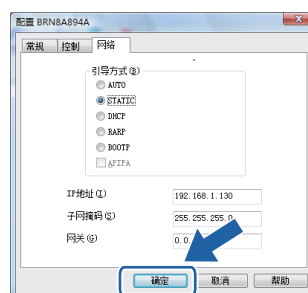 配置 BRN8A894A
常规 控制 网络
引导方式(B)
AUTO
STATIC
DHCP
RARP
BOOTP
APIPA
IP地址(I) 192.168.1.130
子网掩码(S) 255.255.255.0
网关(G) 0.0.
确定 取消 帮助